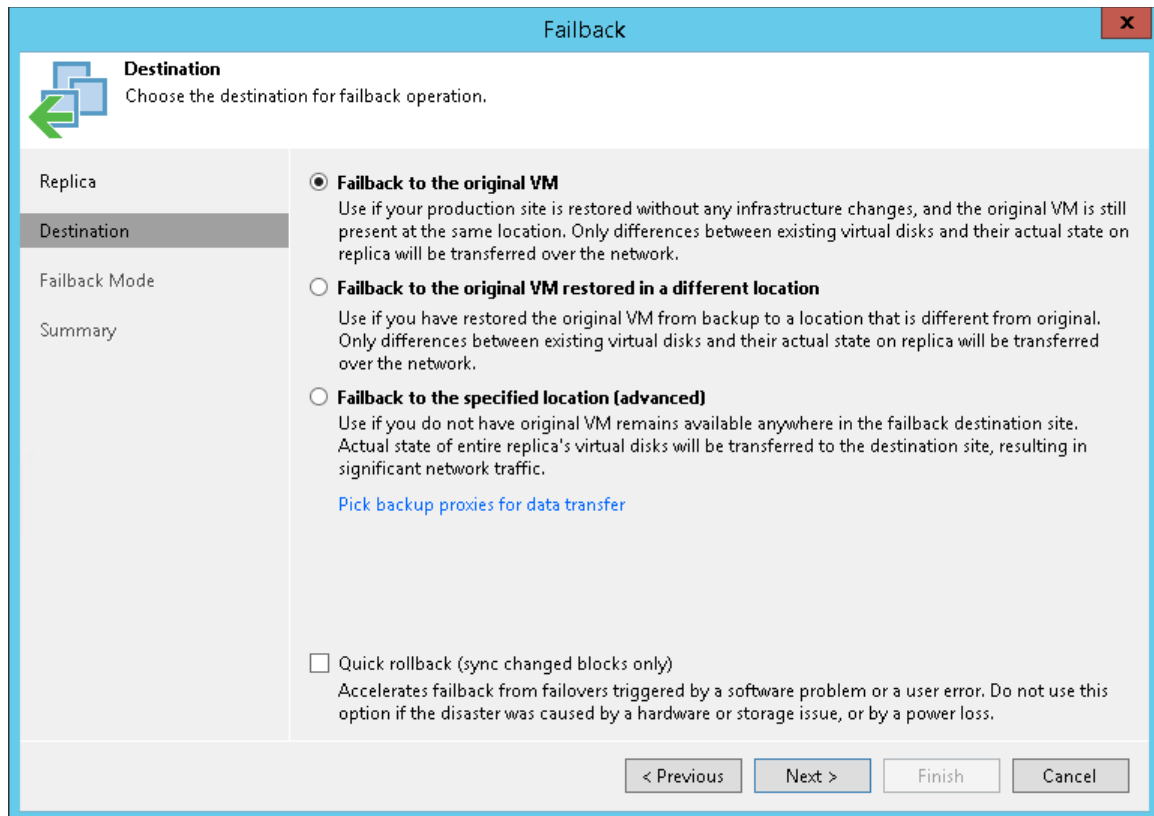 Failback
x
Destination
Choose the destination for failback operation.
Replica
Destination
Failback Mode
Summary
Failback to the original VM
Use if your production site is restored without any infrastructure changes, and the original VM is still
present at the same location. Only differences between existing virtual disks and their actual state on
replica will be transferred over the network.
Failback to the original VM restored in a different location
Use if you have restored the original VM from backup to a location that is different from original.
Only differences between existing virtual disks and their actual state on replica will be transferred
over the network.
Failback to the specified location (advanced)
Use if you do not have original VM remains available anywhere in the failback destination site.
Actual state of entire replica's virtual disks will be transferred to the destination site, resulting in
significant network traffic.
Pick backup proxies for data transfer
Quick rollback (sync changed blocks only)
Accelerates failback from failovers triggered by a software problem or a user error. Do not use this
option if the disaster was caused by a hardware or storage issue, or by a power loss.
< Previous Next > Finish Cancel